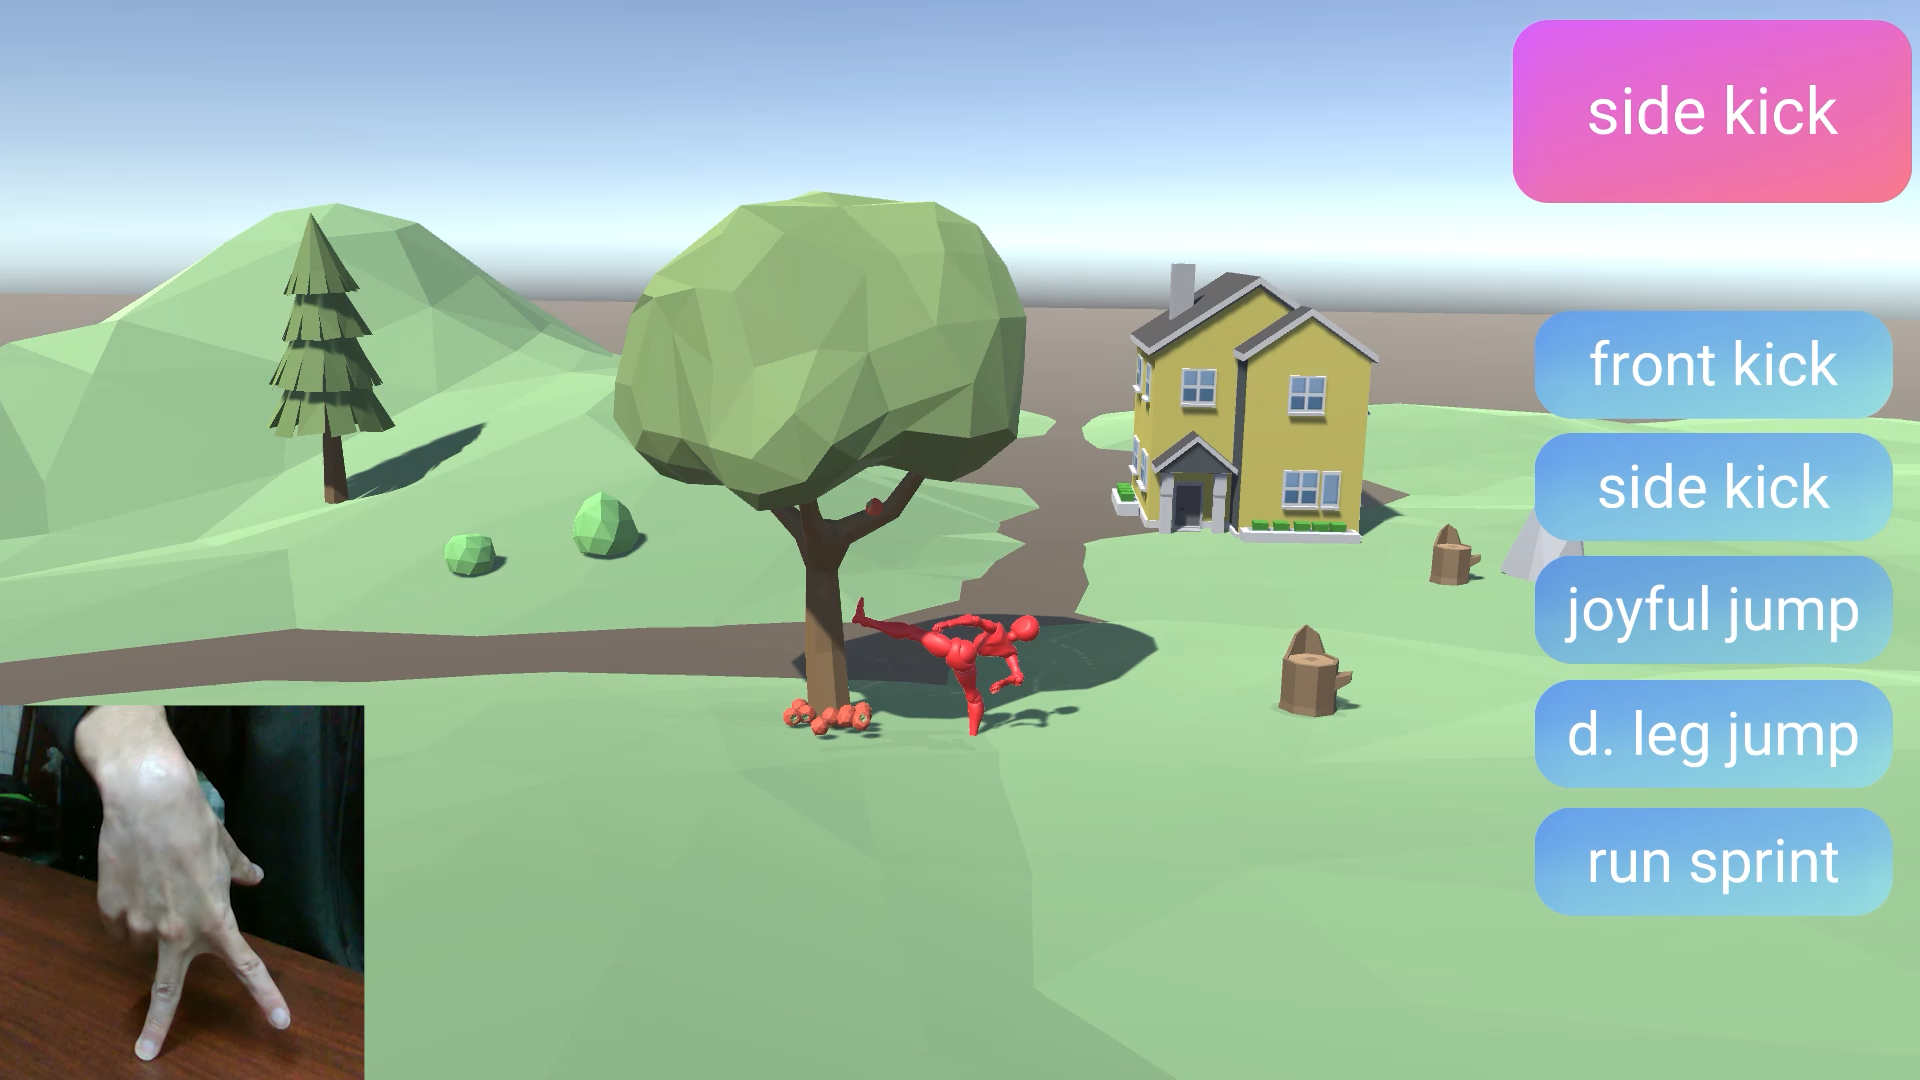 side kick
front kick
side kick
joyful jump
d. leg jump
run sprint